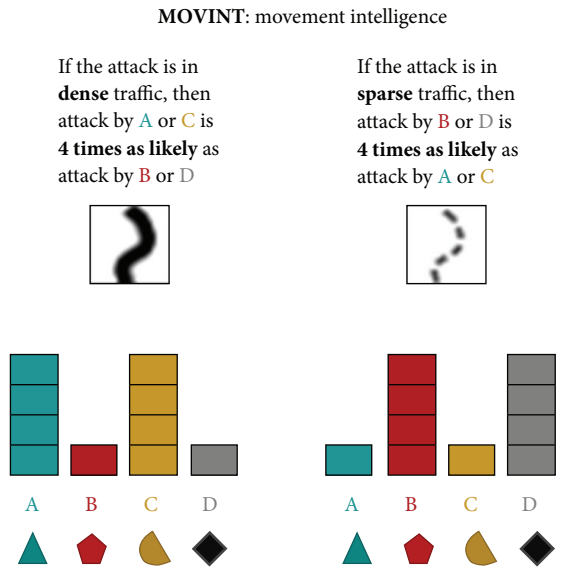 MOVINT: movement intelligence
If the attack is in
dense traffic, then
attack by A or C is
4 times as likely as
attack by B or D
If the attack is in
sparse traffic, then
attack by B or D is
4 times as likely as
attack by A or C
A B C D
A B C D